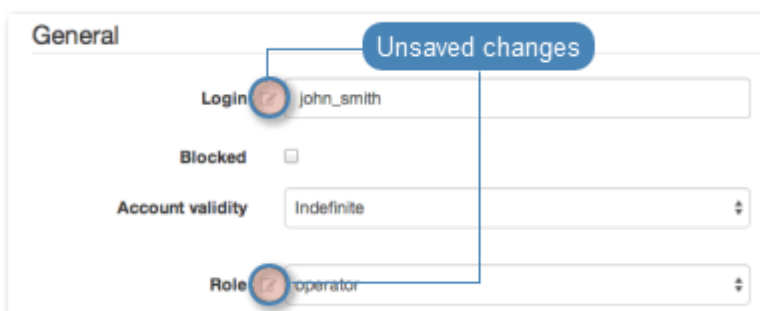 General
Unsaved changes
Login john_smith
Blocked
Account validity Indefinite
Role operator